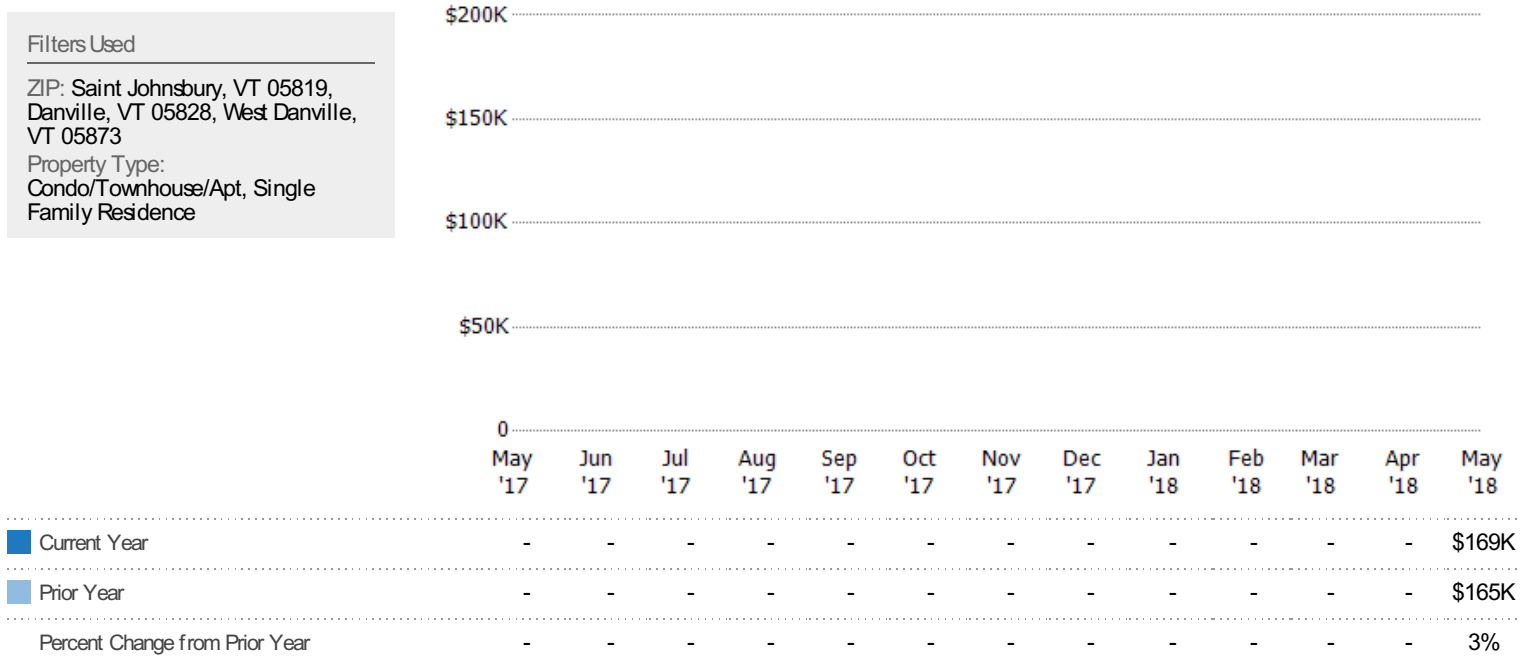 Filters Used
ZIP: Saint Johnsbury, VT 05819,
Danville, VT 05828, West Danville,
VT 05873
Property Type:
Condo/Townhouse/Apt, Single
Family Residence
$200K
$150K
$100K
$50K
0
May Jun Jul Aug Sep Oct Nov Dec Jan Feb Mar Apr May
'17 '17 '17 '17 '17 '17 '17 '17 '18 '18 '18 '18 '18
Current Year - - - - - - - - - - - - $169K
Prior Year - - - - - - - - - - - - $165K
Percent Change from Prior Year - - - - - - - - - - - - 3%